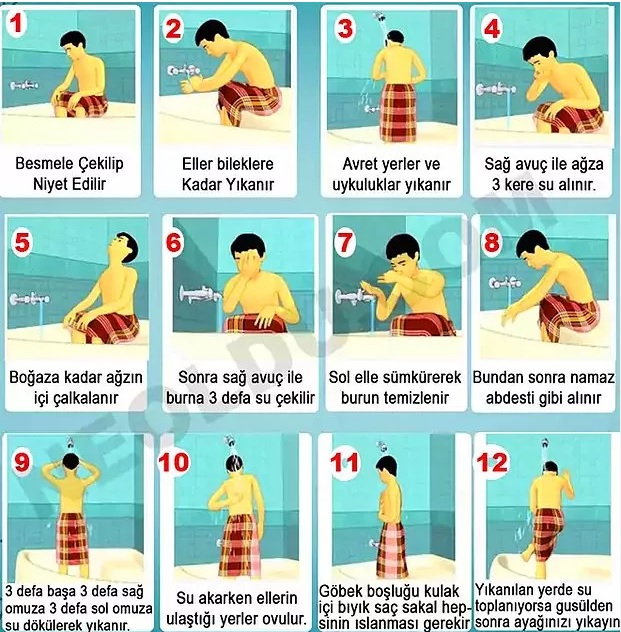 1
Besmele Çekilip
Niyet Edilir
2
Eller bileklere
Kadar Yıkanır
3
Avret yerler ve
uykuluklar yıkanır
4
Sağ avuç ile ağza
3 kere su alınır.
5
Boğaza kadar ağzın
içi çalkalanır
6
Sonra sağ avuç ile
burna 3 defa su çekilir
7
Sol elle sümkürerek
burun temizlenir
8
Bundan sonra namaz
abdesti gibi alınır
9
3 defa başa 3 defa sağ
omuza 3 defa sol omuza
su dökülerek yıkanır.
10
Su akarken ellerin
ulaştığı yerler ovulur.
11
Göbek boşluğu kulak
içi bıyık saç sakal hep-
sinin ıslanması gerekir
12
Yıkanılan yerde su
toplanıyorsa gusülden
sonra ayağınızı yıkayın